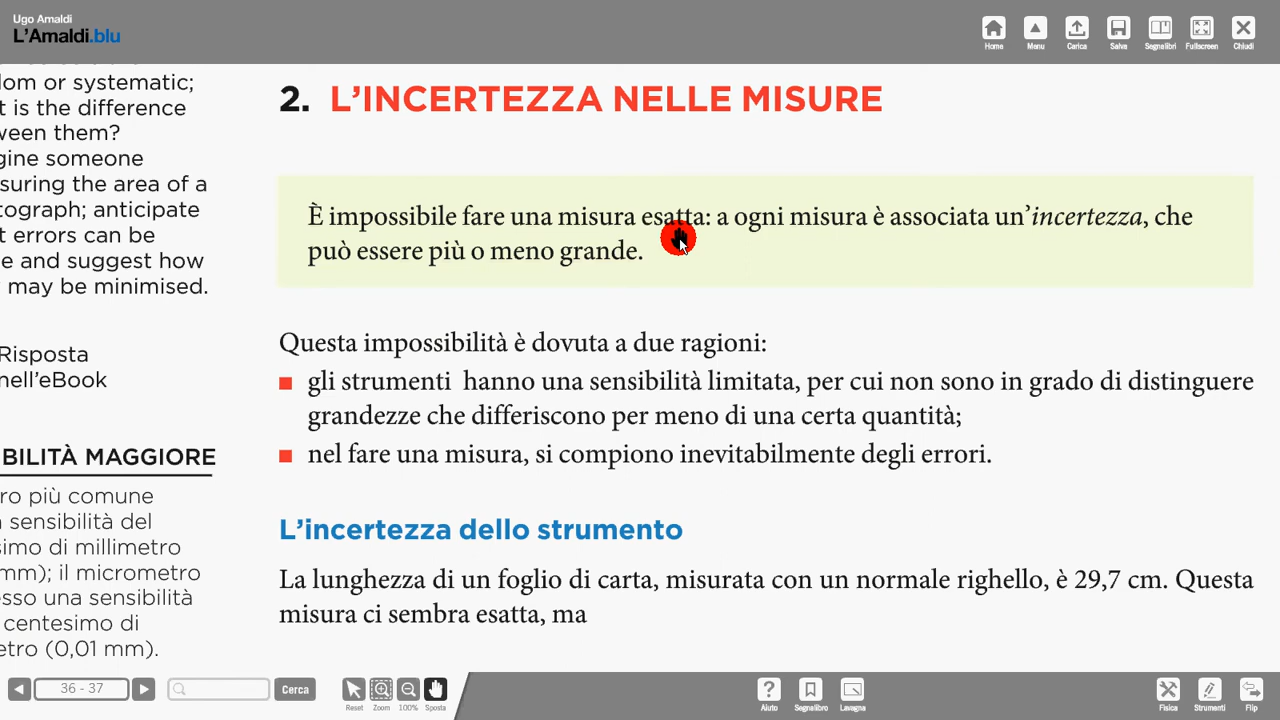 Ugo Amaldi
L'Amaldi.blu
Home
Menu
Carica
Salva
Segnalibri
Fullscreen
Chiudi
dom or systematic;
t is the difference
ween them?
gine someone
suring the area of a
tograph; anticipate
t errors can be
e and suggest how
may be minimised.
Risposta
nell'eBook
BILITÀ MAGGIORE
ro più comune
a sensibilità del
simo di millimetro
mm); il micrometro
esso una sensibilità
centesimo di
etro (0,01 mm).
2. L'INCERTEZZA NELLE MISURE
È impossibile fare una misura esatta: a ogni misura è associata un'incertezza, che
può essere più o meno grande.
Questa impossibilità è dovuta a due ragioni:
gli strumenti hanno una sensibilità limitata, per cui non sono in grado di distinguere
grandezze che differiscono per meno di una certa quantità;
nel fare una misura, si compiono inevitabilmente degli errori.
L'incertezza dello strumento
La lunghezza di un foglio di carta, misurata con un normale righello, è 29,7 cm. Questa
misura ci sembra esatta, ma
36 - 37
Cerca
Reset
Zoom
100%
Sposta
Aiuto
Segnalibro
Lavagna
Fisica
Strumenti
Flip